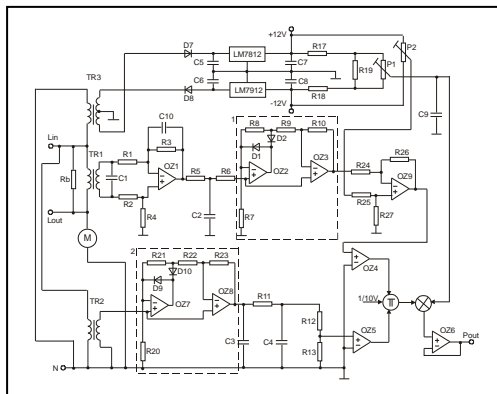 +12V
P2
D7
LM7812
R17
C5
C7
P1
R19
TR3
C6
C8
D8
LM7912
R18
-12V
C9
C10
1
R8
R9
R10
Lin
R3
D2
TR1
R1
D1
R26
OZ1
OZ3
R24
Rb
C1
R5
R6
OZ2
OZ9
R2
R25
Lout
R4
C2
R7
R27
M
2
R21
R22
R23
OZ4
D10
D9
TR2
OZ7
OZ8
R11
1/10V
π
R12
OZ6
Pout
OZ5
R20
C3
C4
R13
N